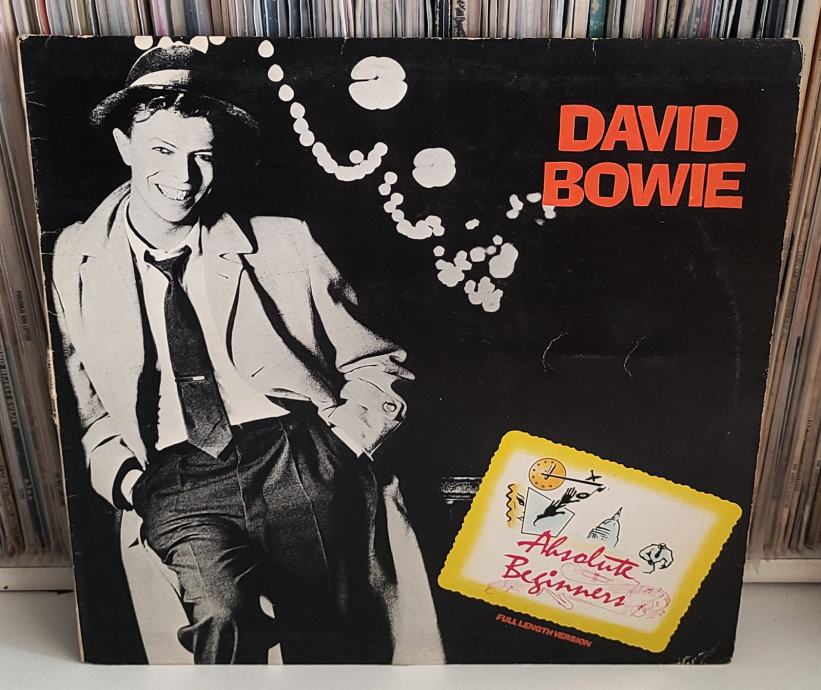 DAVID
BOWIE
Absolute
Beginners
FULL LENGTH VERSION